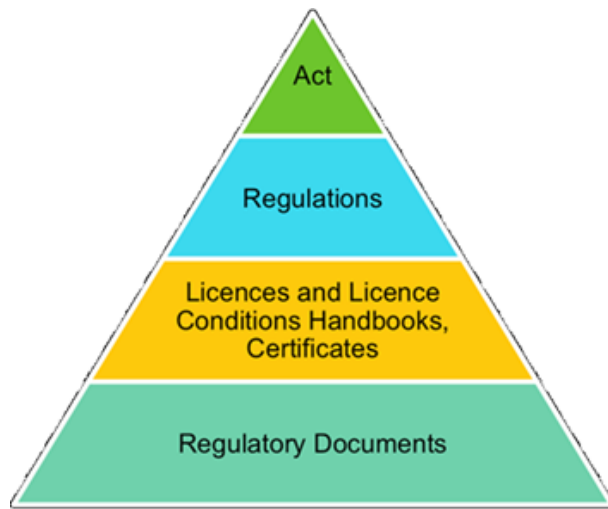 Act
Regulations
Licences and Licence
Conditions Handbooks,
Certificates
Regulatory Documents